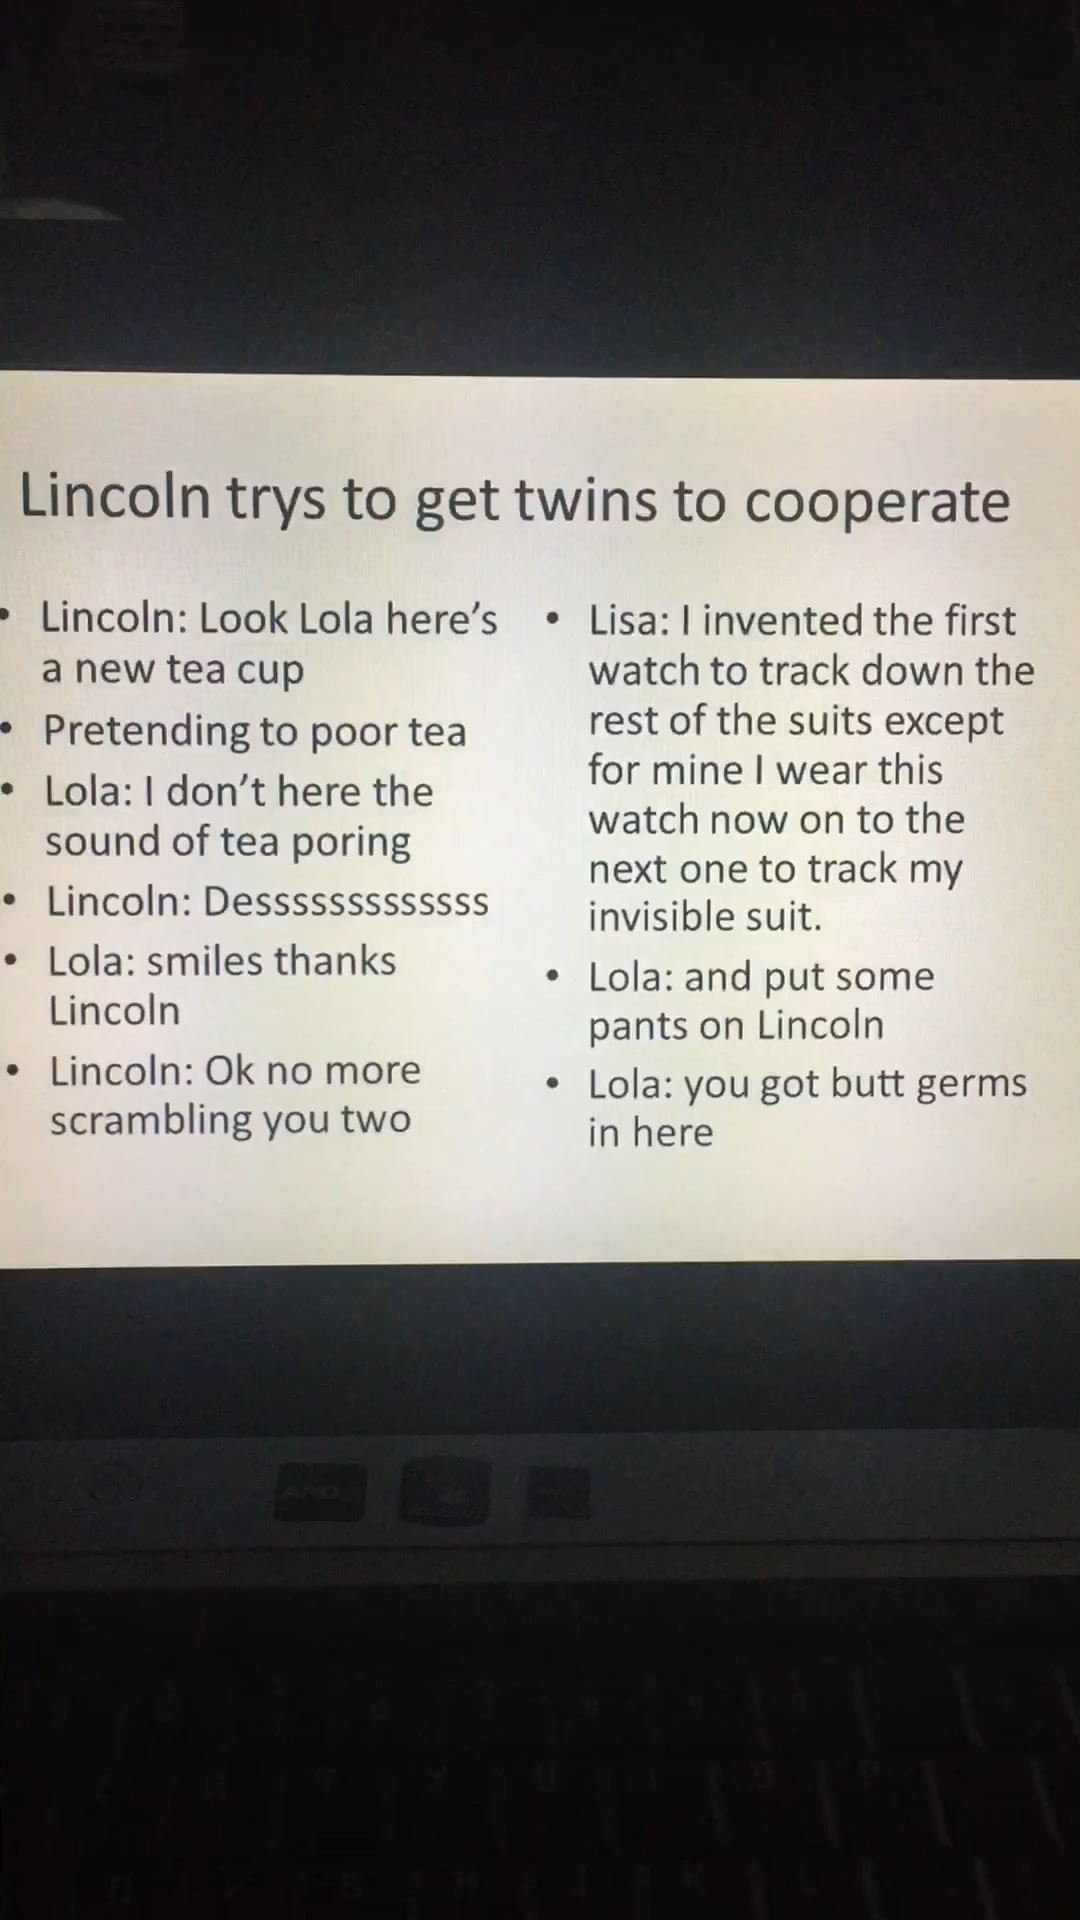 Lincoln trys to get twins to cooperate
• Lincoln: Look Lola here's
a new tea cup
• Pretending to poor tea
• Lola: I don't here the
sound of tea poring
• Lincoln: Desssssssssssss
• Lola: smiles thanks
Lincoln
• Lincoln: Ok no more
scrambling you two
• Lisa: I invented the first
watch to track down the
rest of the suits except
for mine I wear this
watch now on to the
next one to track my
invisible suit.
• Lola: and put some
pants on Lincoln
• Lola: you got butt germs
in here
AMD